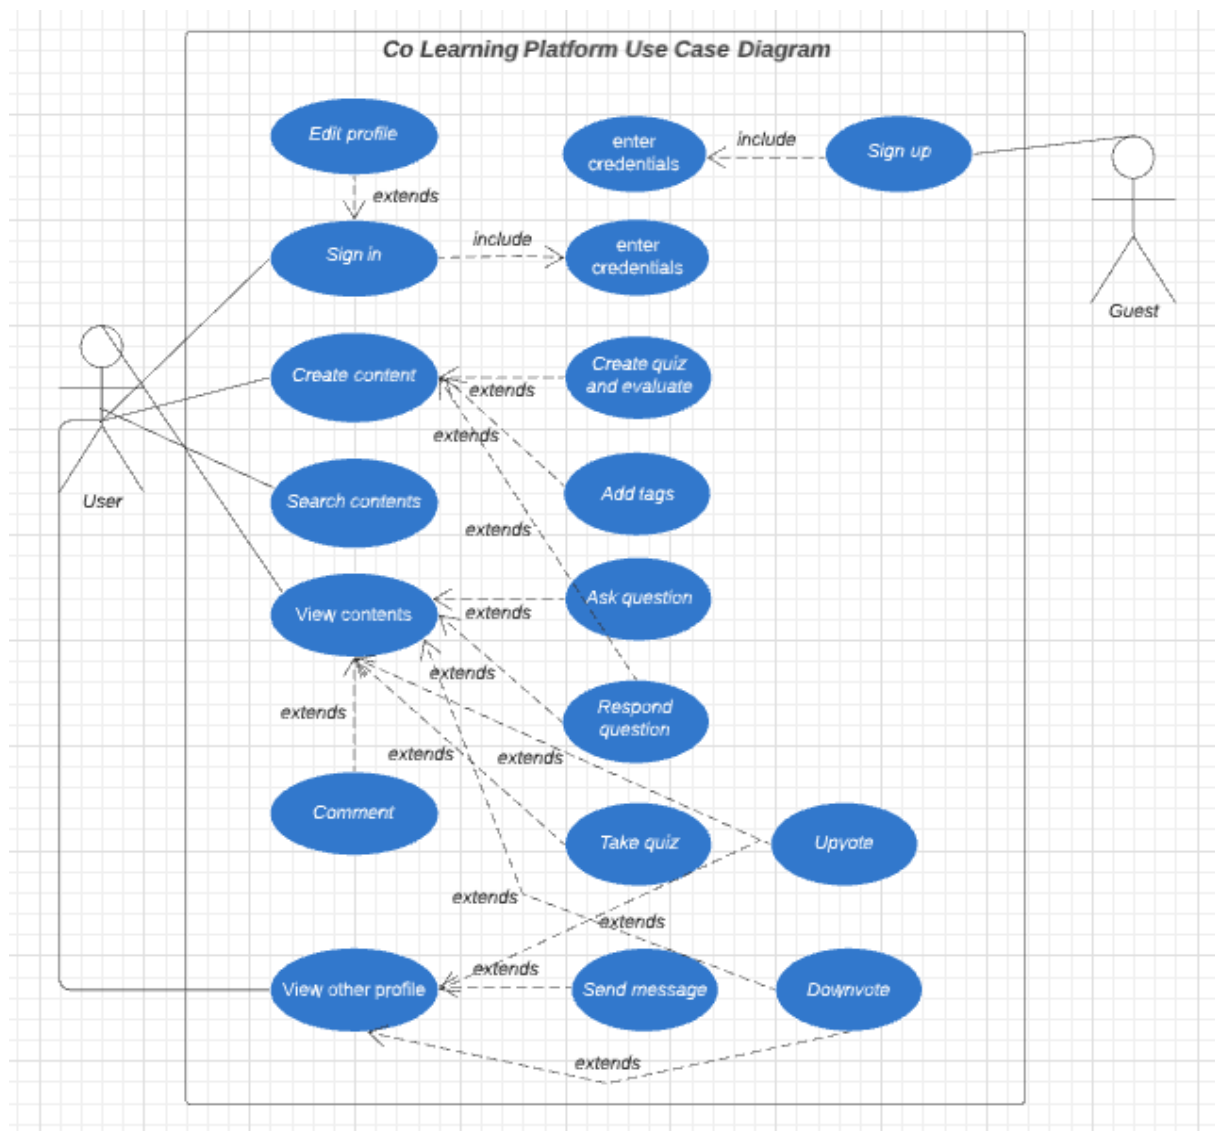 Co Learning Platform Use Case Diagram
Edit profile
enter
credentials
include
Sign up
extends
Sign in
include
enter
credentials
Guest
Create content
extends
Create quiz
and evaluate
extends
User
Search contents
Add tags
extends
View contents
extends
Ask question
extends
extends
Respond
question
extends
extends
Comment
Take quiz
Upvote
extends
extends
View other profile
extends
Send message
Downvote
extends